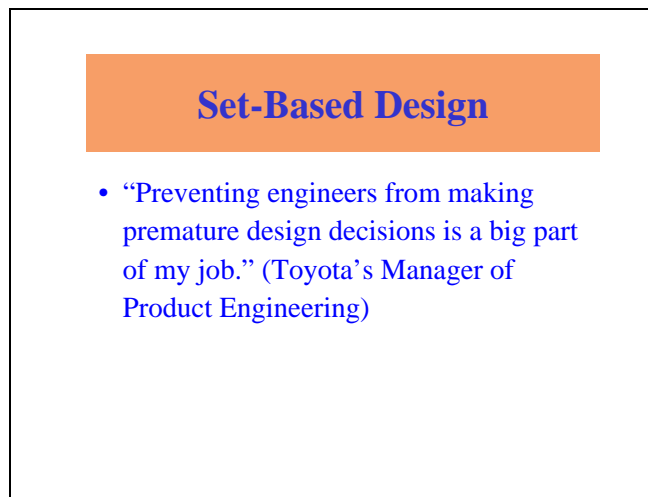 Set-Based Design
• “Preventing engineers from making
premature design decisions is a big part
of my job.” (Toyota’s Manager of
Product Engineering)